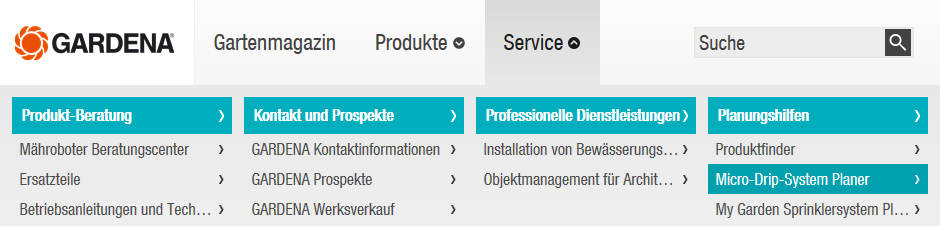 GARDENA Gartenmagazin Produkte Service Suche
Produkt-Beratung Kontakt und Prospekte Professionelle Dienstleistungen Planungshilfen
Mähroboter Beratungscenter GARDENA Kontaktinformationen Installation von Bewässerungs... Produktfinder
Ersatzteile GARDENA Prospekte Objektmanagement für Archit... Micro-Drip-System Planer
Betriebsanleitungen und Tech... GARDENA Werksverkauf My Garden Sprinklersystem Pl...